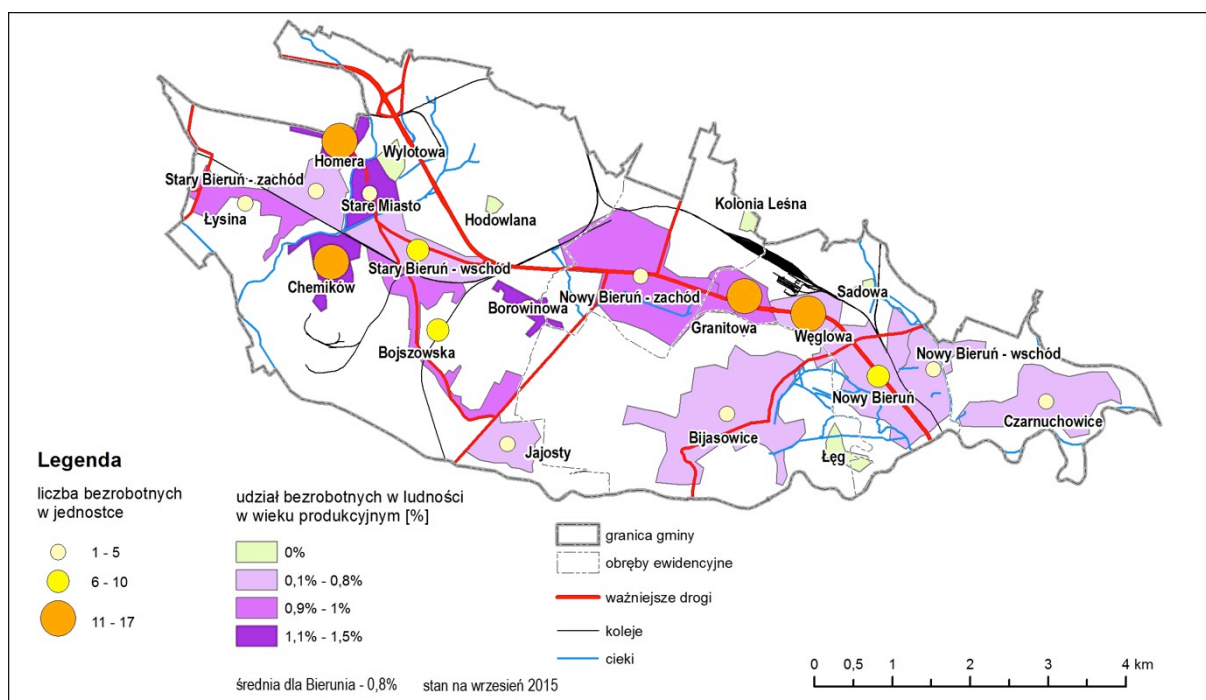 Homera
Wylotowa
Stary Bieruń - zachód
Stare Miasto
Łysina
Hodowlana
Kolonia Leśna
Chemików
Stary Bieruń - wschód
Borowinowa
Nowy Bieruń - zachód
Sadowa
Granitowa
Węglowa
Bojszowska
Nowy Bieruń - wschód
Nowy Bieruń
Czarnuchowice
Bijasowice
Jajosty
Łęg
Legenda
liczba bezrobotnych
w jednostce
1 - 5
6 - 10
11 - 17
udział bezrobotnych w ludności
w wieku produkcyjnym [%]
0%
0,1% - 0,8%
0,9% - 1%
1,1% - 1,5%
średnia dla Bierunia - 0,8% stan na wrzesień 2015
granica gminy
obręby ewidencyjne
ważniejsze drogi
koleje
cieki
0 0,5 1 2 3 4 km